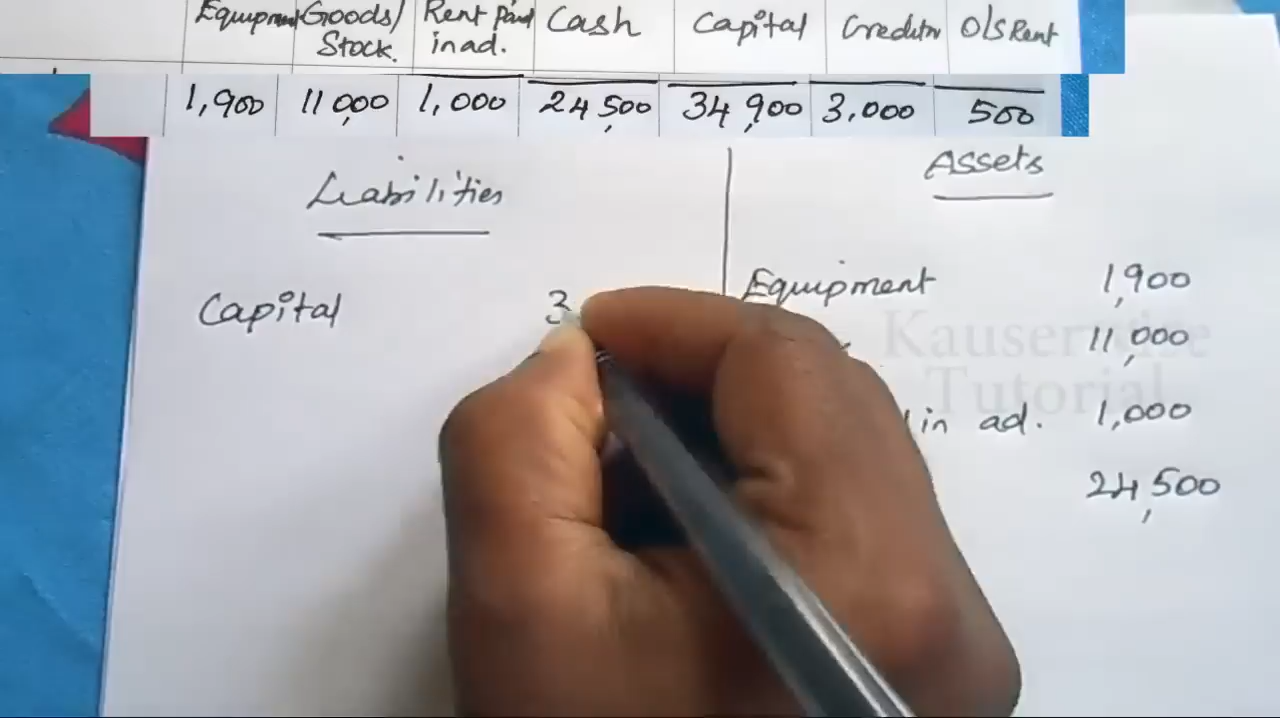 Equipment Goods/ Rent Paid Cash Capital Creditor O/S Rent
Stock. in ad.
1,900 11,000 1,000 24,500 34,900 3,000 500
Liabilities Assets
Capital 3 Equipment 1,900
11,000
in ad. 1,000
24,500
Kauser
Tutorial